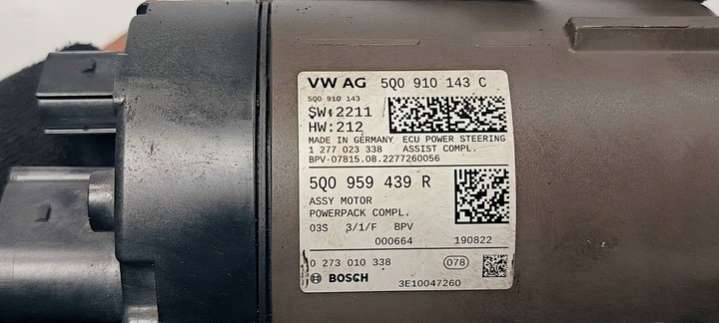 VW AG 5Q0 910 143 C
5Q0 910 143
SW:2211
HW:212
MADE IN GERMANY ECU POWER STEERING
1 277 023 338 ASSIST COMPL.
BPV-07815.08.2277260056
5Q0 959 439 R
ASSY MOTOR
POWERPACK COMPL.
03S 3/1/F BPV
000664 190822
0 273 010 338 078
BOSCH 3E10047260